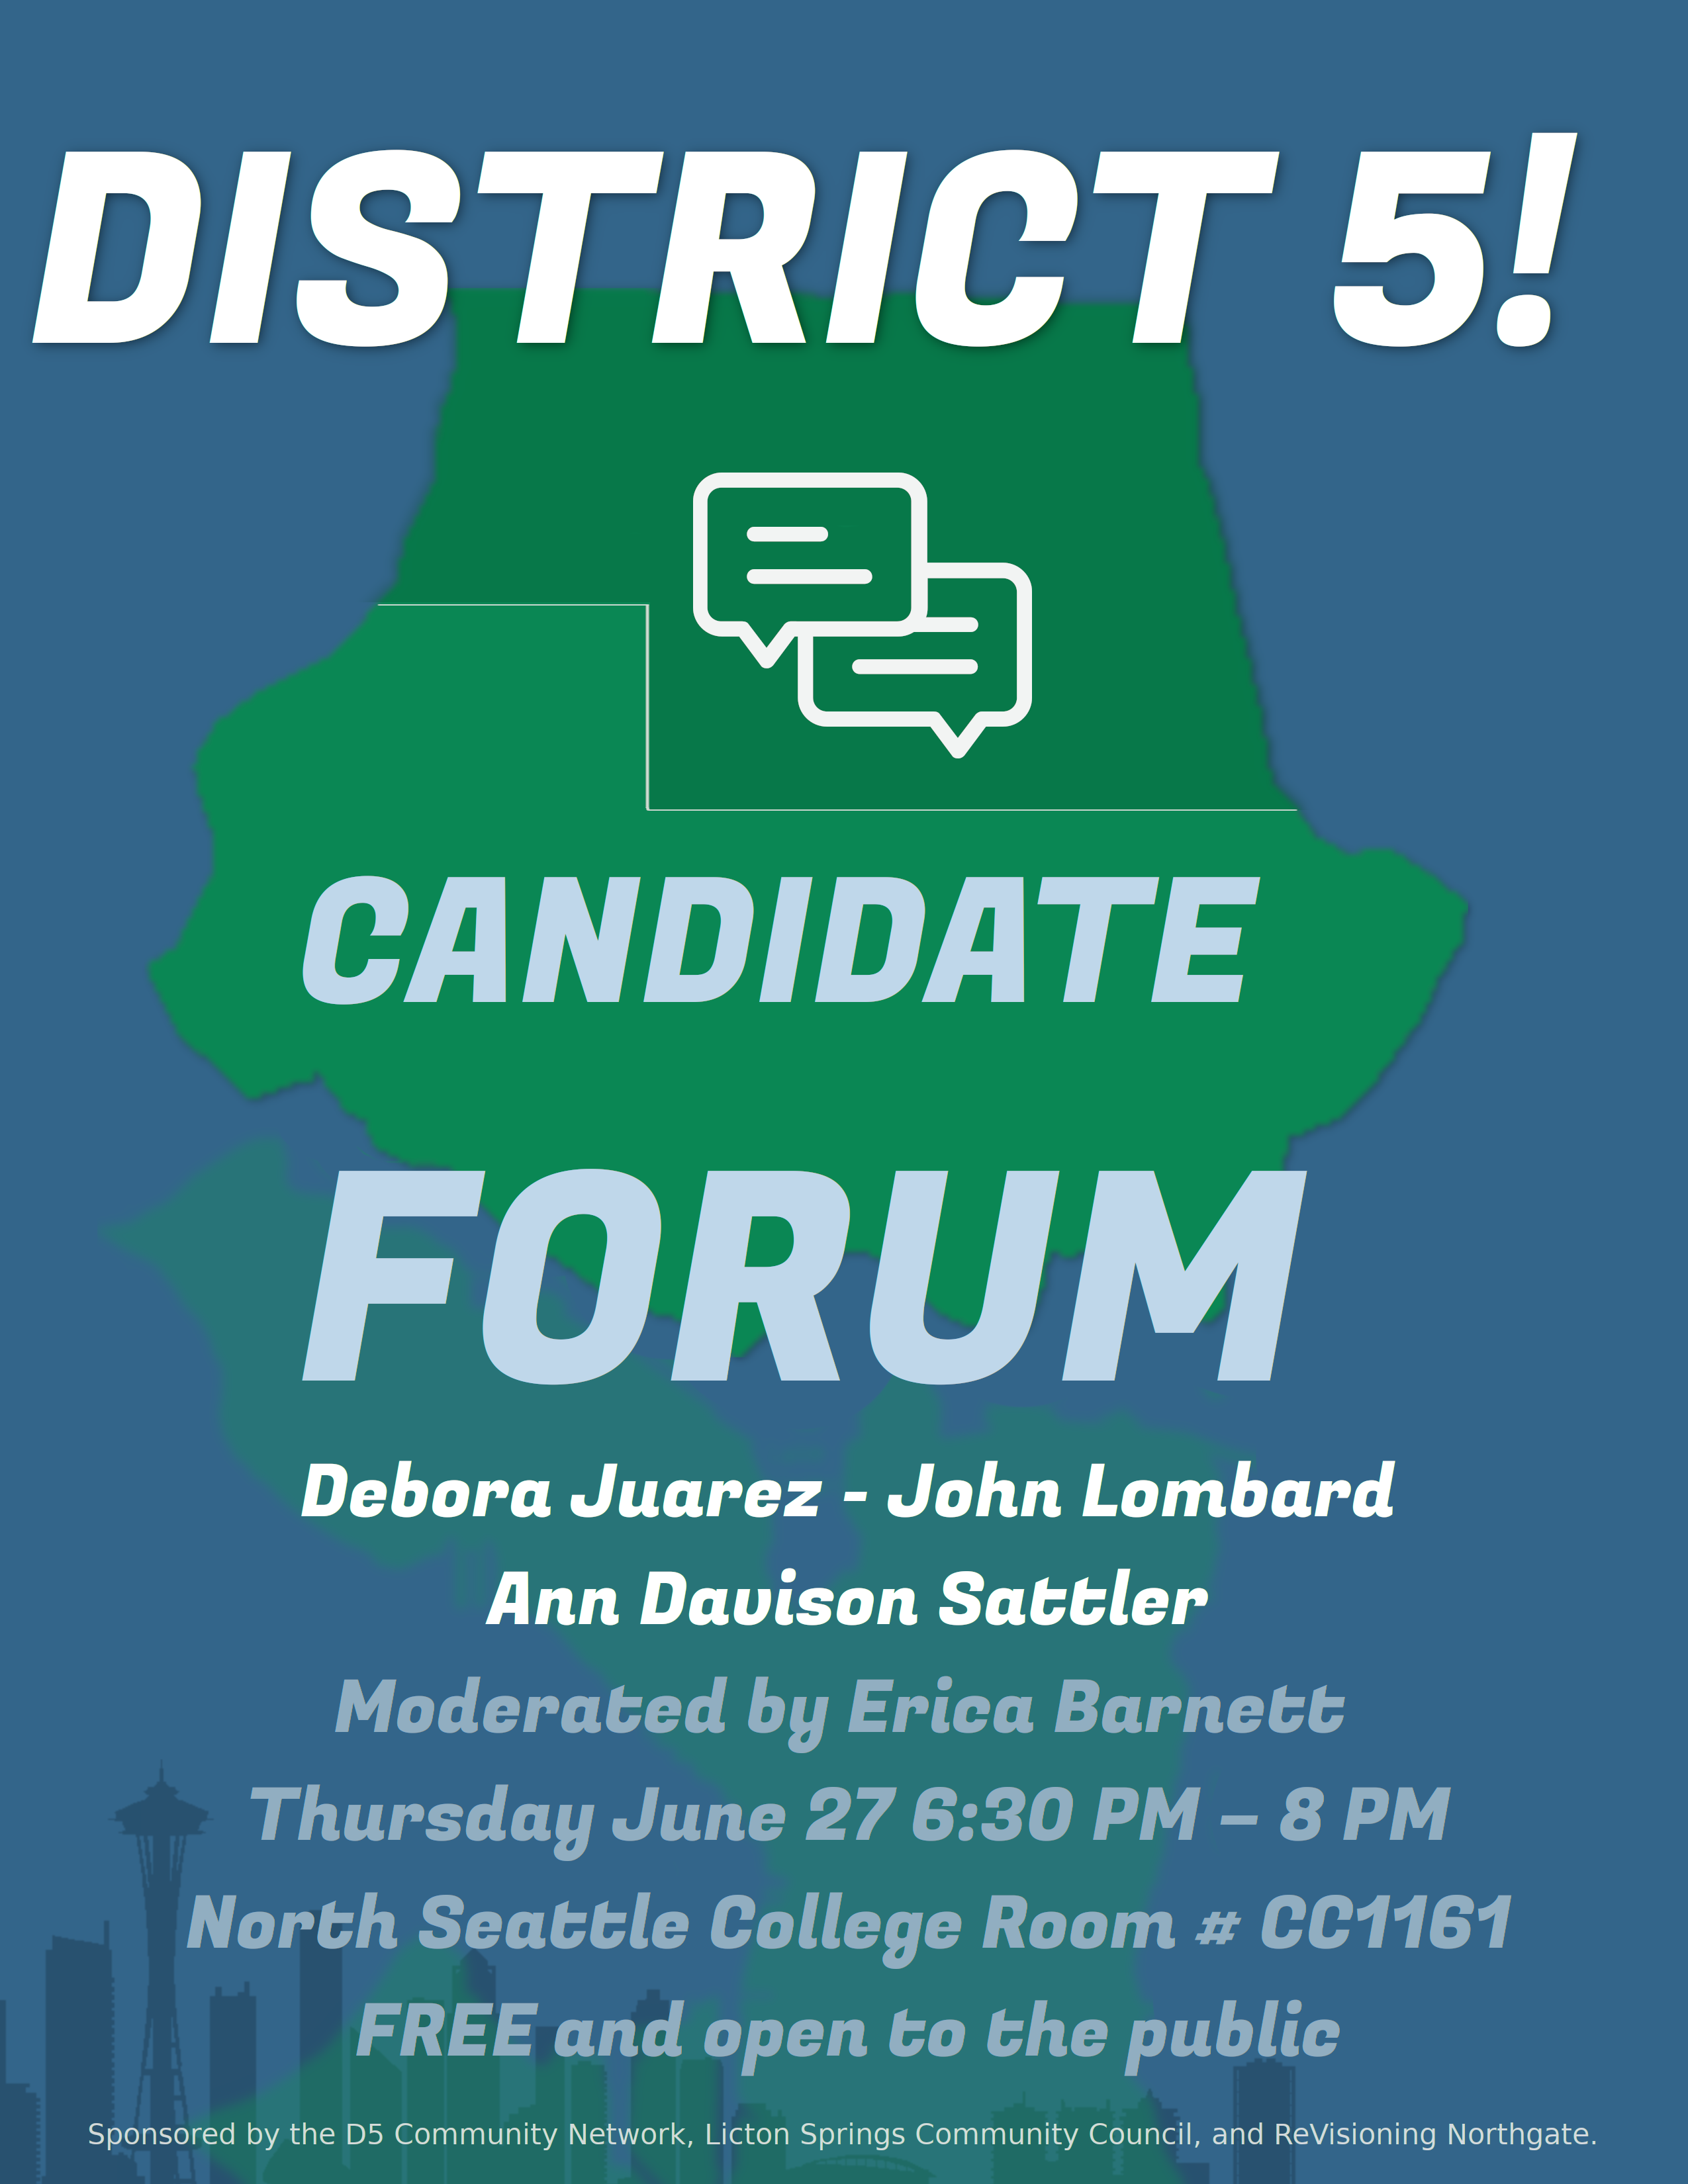 DISTRICT 5!
CANDIDATE
FORUM
Debora Juarez - John Lombard
Ann Davison Sattler
Moderated by Erica Barnett
Thursday June 27 6:30 PM – 8 PM
North Seattle College Room # CC1161
FREE and open to the public
Sponsored by the D5 Community Network, Licton Springs Community Council, and ReVisioning Northgate.